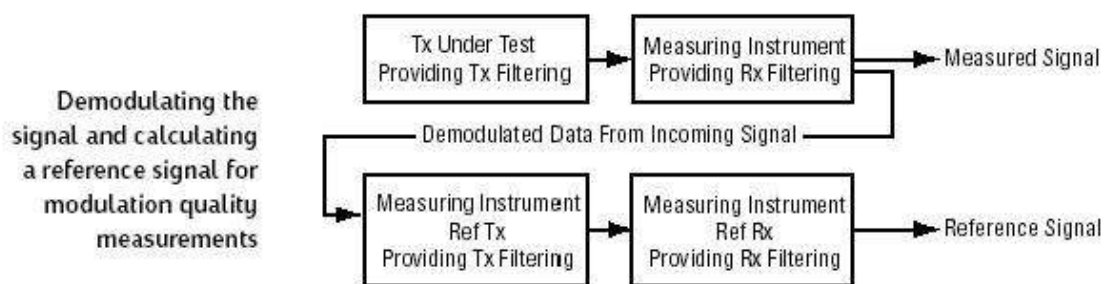 Demodulating the
signal and calculating
a reference signal for
modulation quality
measurements
Tx Under Test
Providing Tx Filtering
Measuring Instrument
Providing Rx Filtering
Measured Signal
Demodulated Data From Incoming Signal
Measuring Instrument
Ref Tx
Providing Tx Filtering
Measuring Instrument
Ref Rx
Providing Rx Filtering
Reference Signal